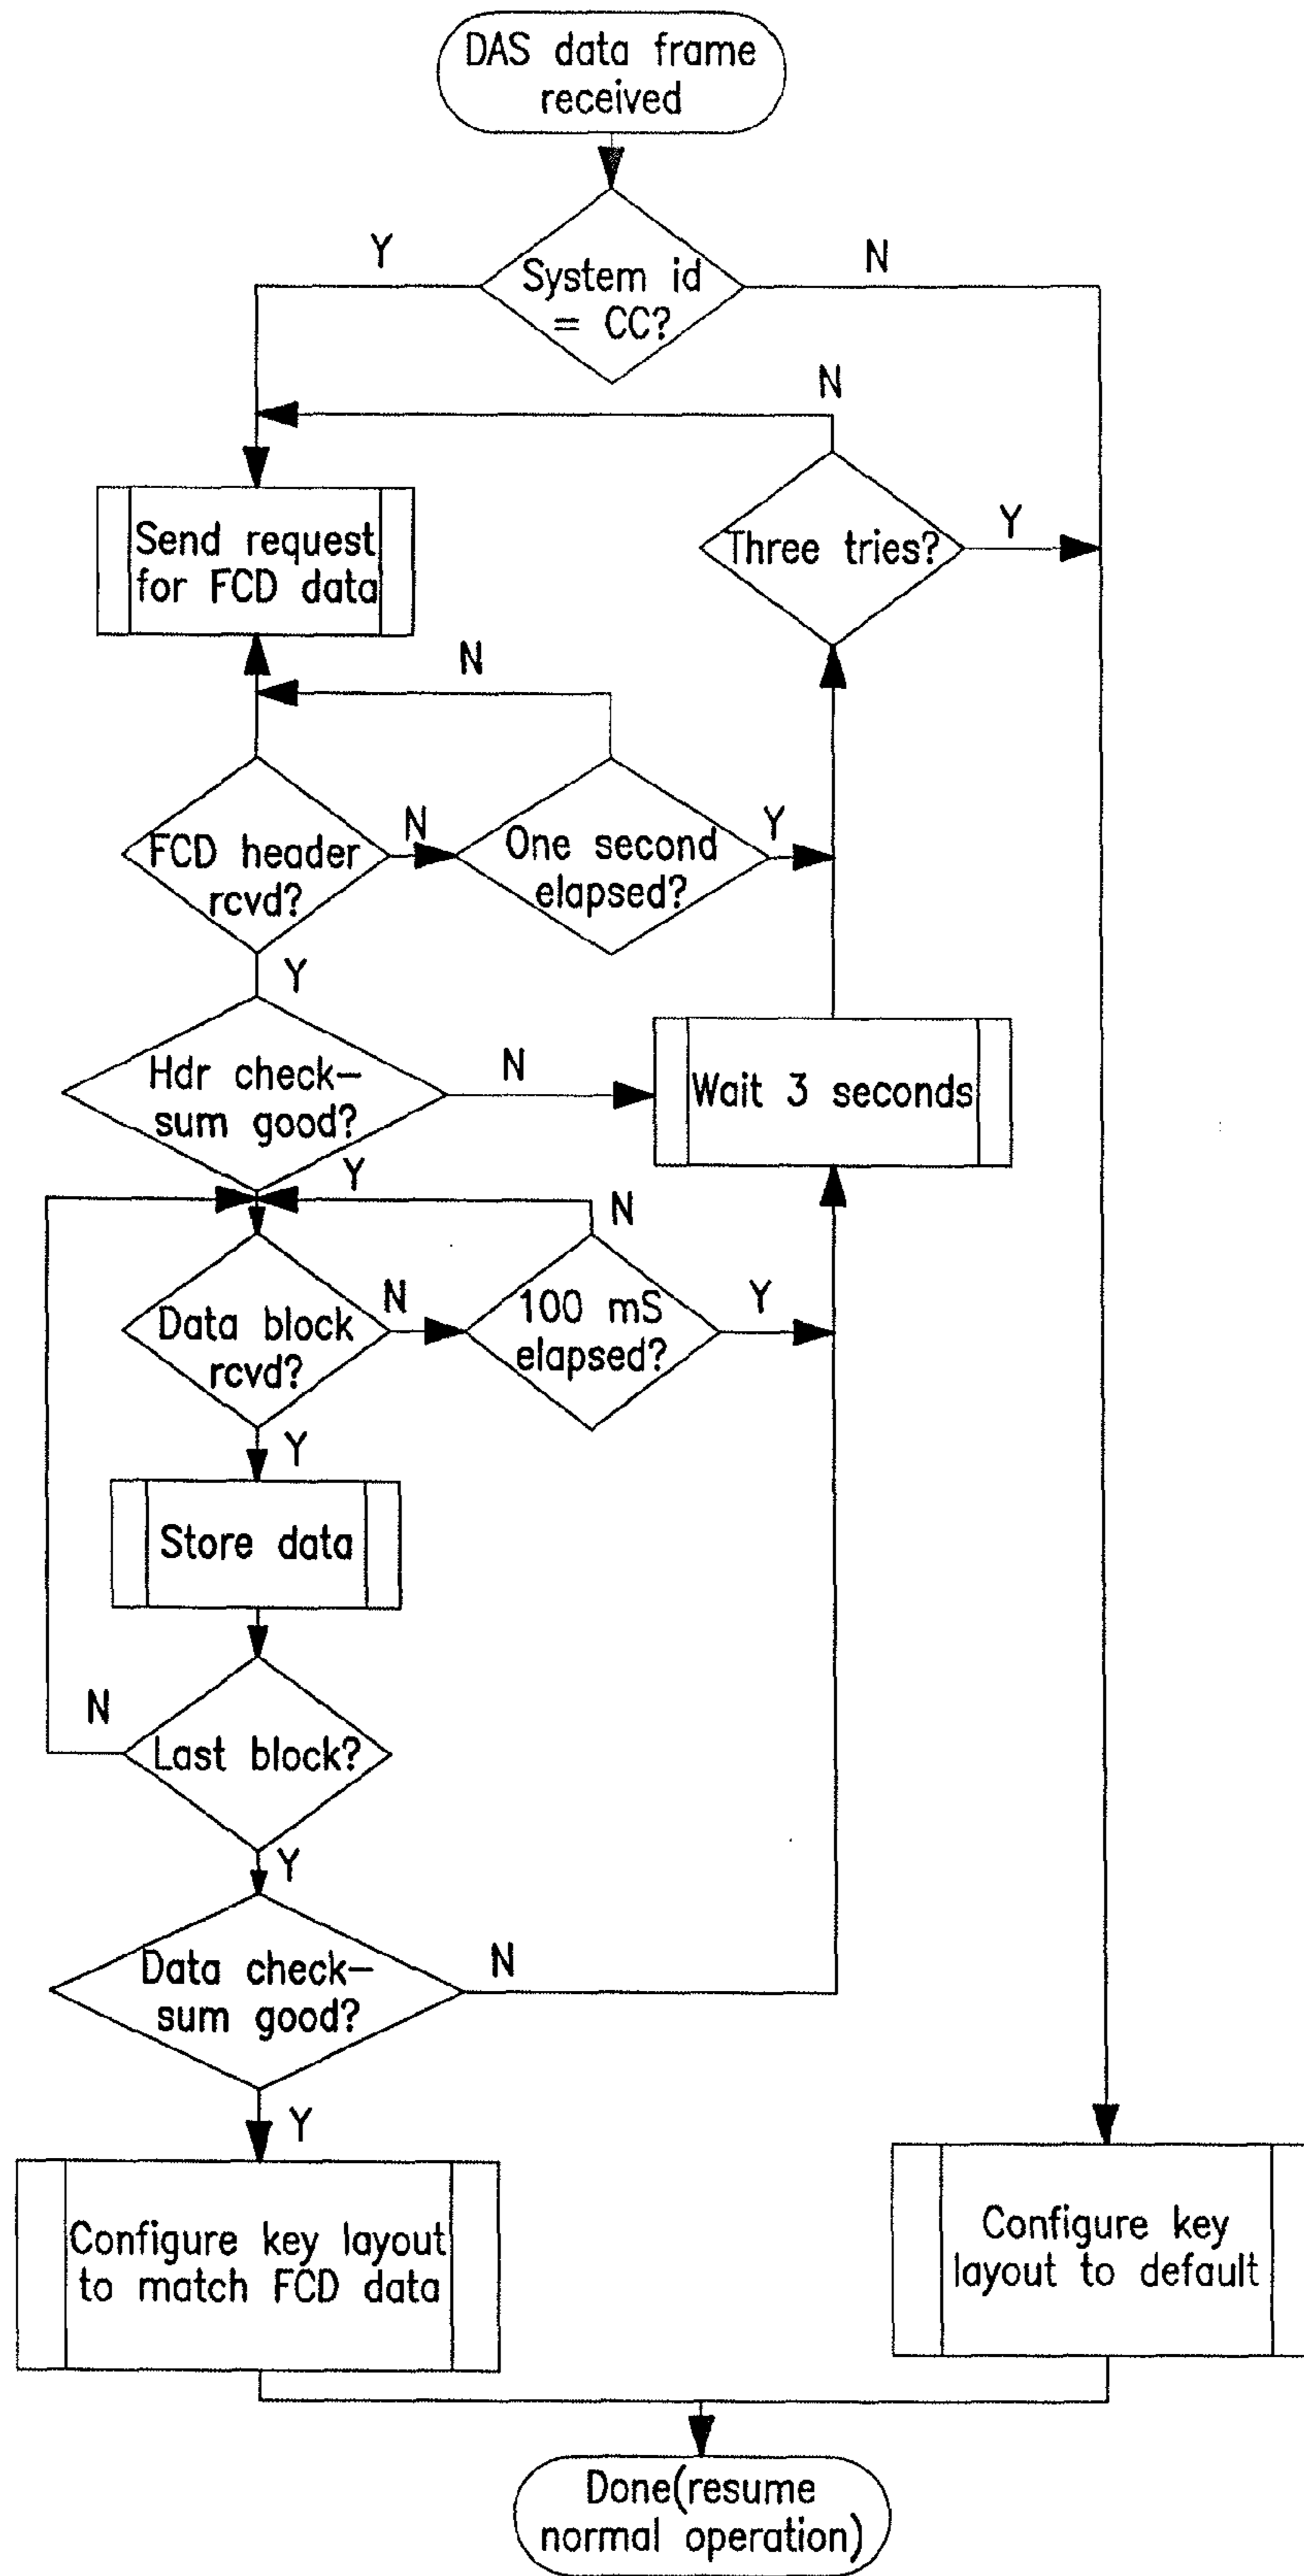 DAS data frame
received
Y
N
System id
= CC?
N
Send request
for FCD data
Three tries?
Y
N
FCD header
rcvd?
N
One second
elapsed?
Y
Y
Hdr check-
sum good?
N
Wait 3 seconds
Y
N
Data block
rcvd?
N
100 mS
elapsed?
Y
Y
Store data
N
Last block?
Y
Data check-
sum good?
N
Y
Configure key layout
to match FCD data
Configure key
layout to default
Done(resume
normal operation)